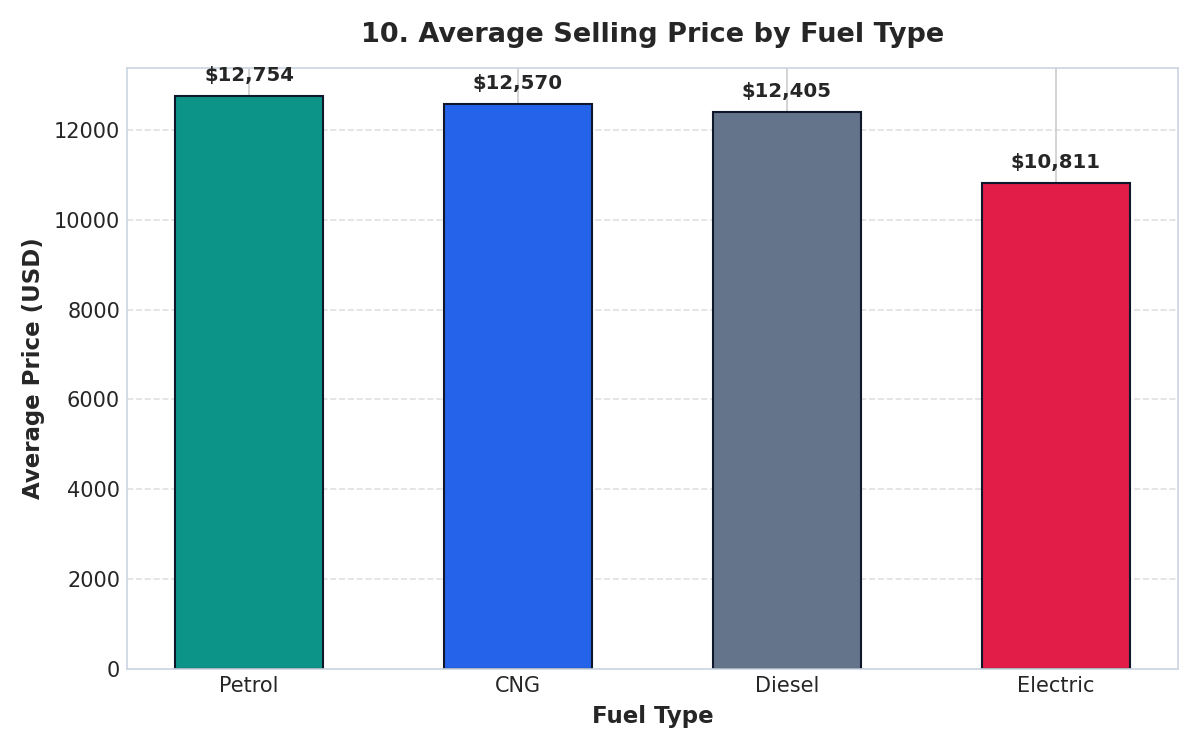 10. Average Selling Price by Fuel Type
$12,754
$12,570
$12,405
$10,811
12000
10000
8000
6000
4000
2000
0
Average Price (USD)
Petrol
CNG
Diesel
Electric
Fuel Type